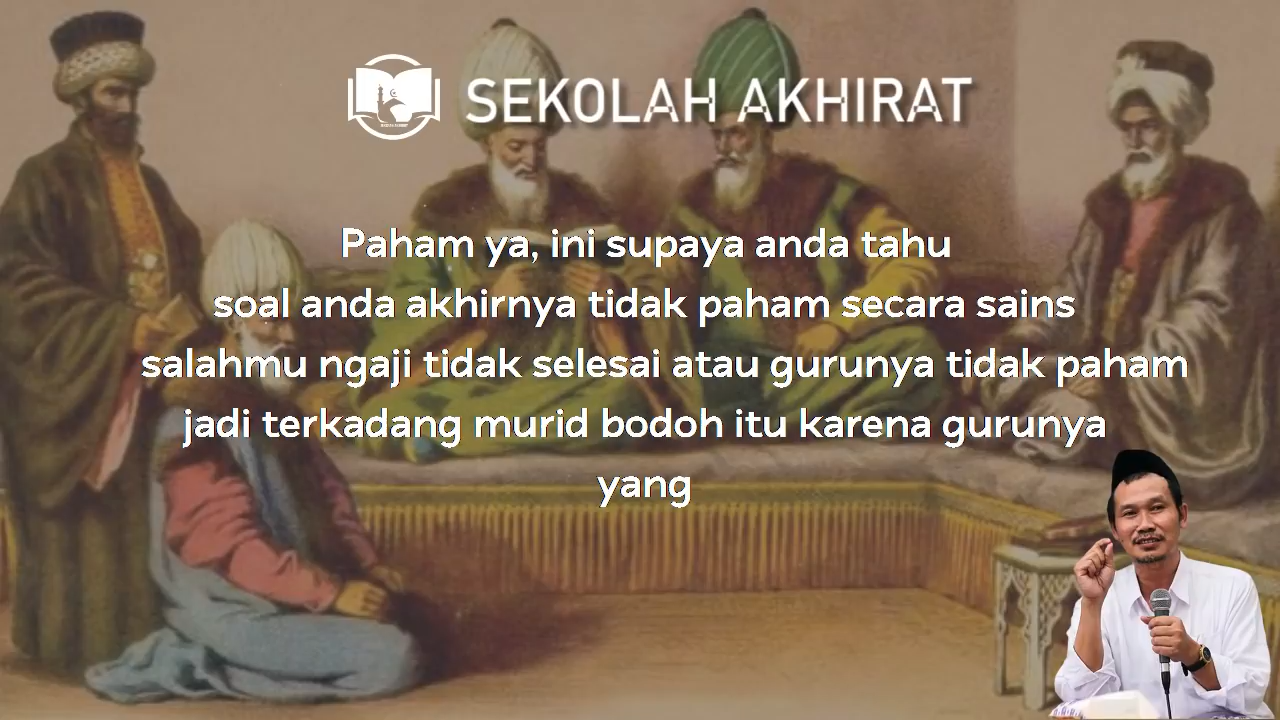 SEKOLAH AKHIRAT
Paham ya, ini supaya anda tahu
soal anda akhirnya tidak paham secara sains
salahmu ngaji tidak selesai atau gurunya tidak paham
jadi terkadang murid bodoh itu karena gurunya
yang